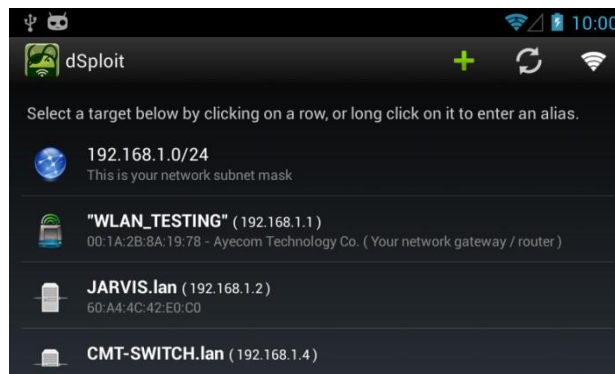 10:00
dSploit
Select a target below by clicking on a row, or long click on it to enter an alias.
192.168.1.0/24
This is your network subnet mask
"WLAN_TESTING" ( 192.168.1.1 )
00:1A:2B:8A:19:78 - Ayecom Technology Co. ( Your network gateway / router )
JARVIS.lan ( 192.168.1.2 )
60:A4:4C:42:E0:C0
CMT-SWITCH.lan ( 192.168.1.4 )